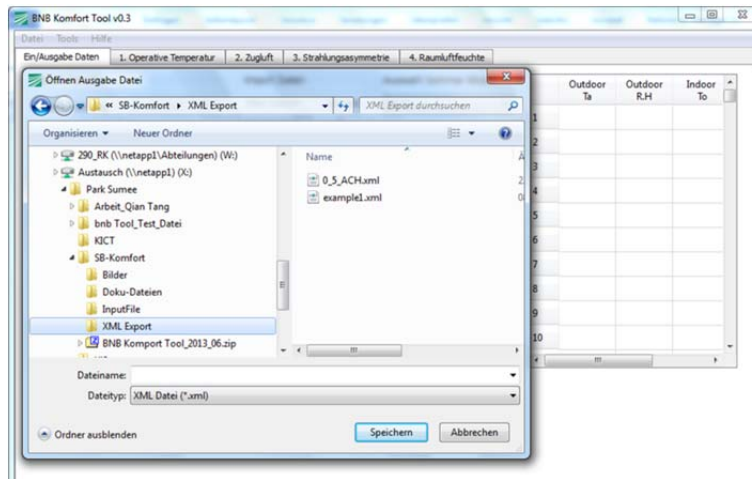 BNB Komfort Tool v0.3
Datei Tools Hilfe
Ein/Ausgabe Daten 1. Operative Temperatur 2. Zugluft 3. Strahlungsasymmetrie 4. Raumluftfeuchte
Öffnen Ausgabe Datei
« SB-Komfort ▸ XML Export XML Export durchsuchen
Organisieren Neuer Ordner
290_RK (\\netapp1\Abteilungen) (W:)
Austausch (\\netapp1) (X:)
Park Sumee
Arbeit_Qian Tang
bnb Tool_Test_Datei
KICT
SB-Komfort
Bilder
Doku-Dateien
InputFile
XML Export
BNB Komport Tool_2013_06.zip
Name
0_5_ACH.xml
example1.xml
Dateiname:
Dateityp: XML Datei (*.xml)
Ordner ausblenden Speichern Abbrechen
Outdoor Outdoor Indoor
Ta R.H To
1
2
3
4
5
6
7
8
9
10